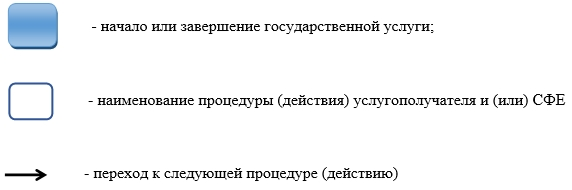 - начало или завершение государственной услуги;
- наименование процедуры (действия) услугополучателя и (или) СФЕ
- переход к следующей процедуре (действию)